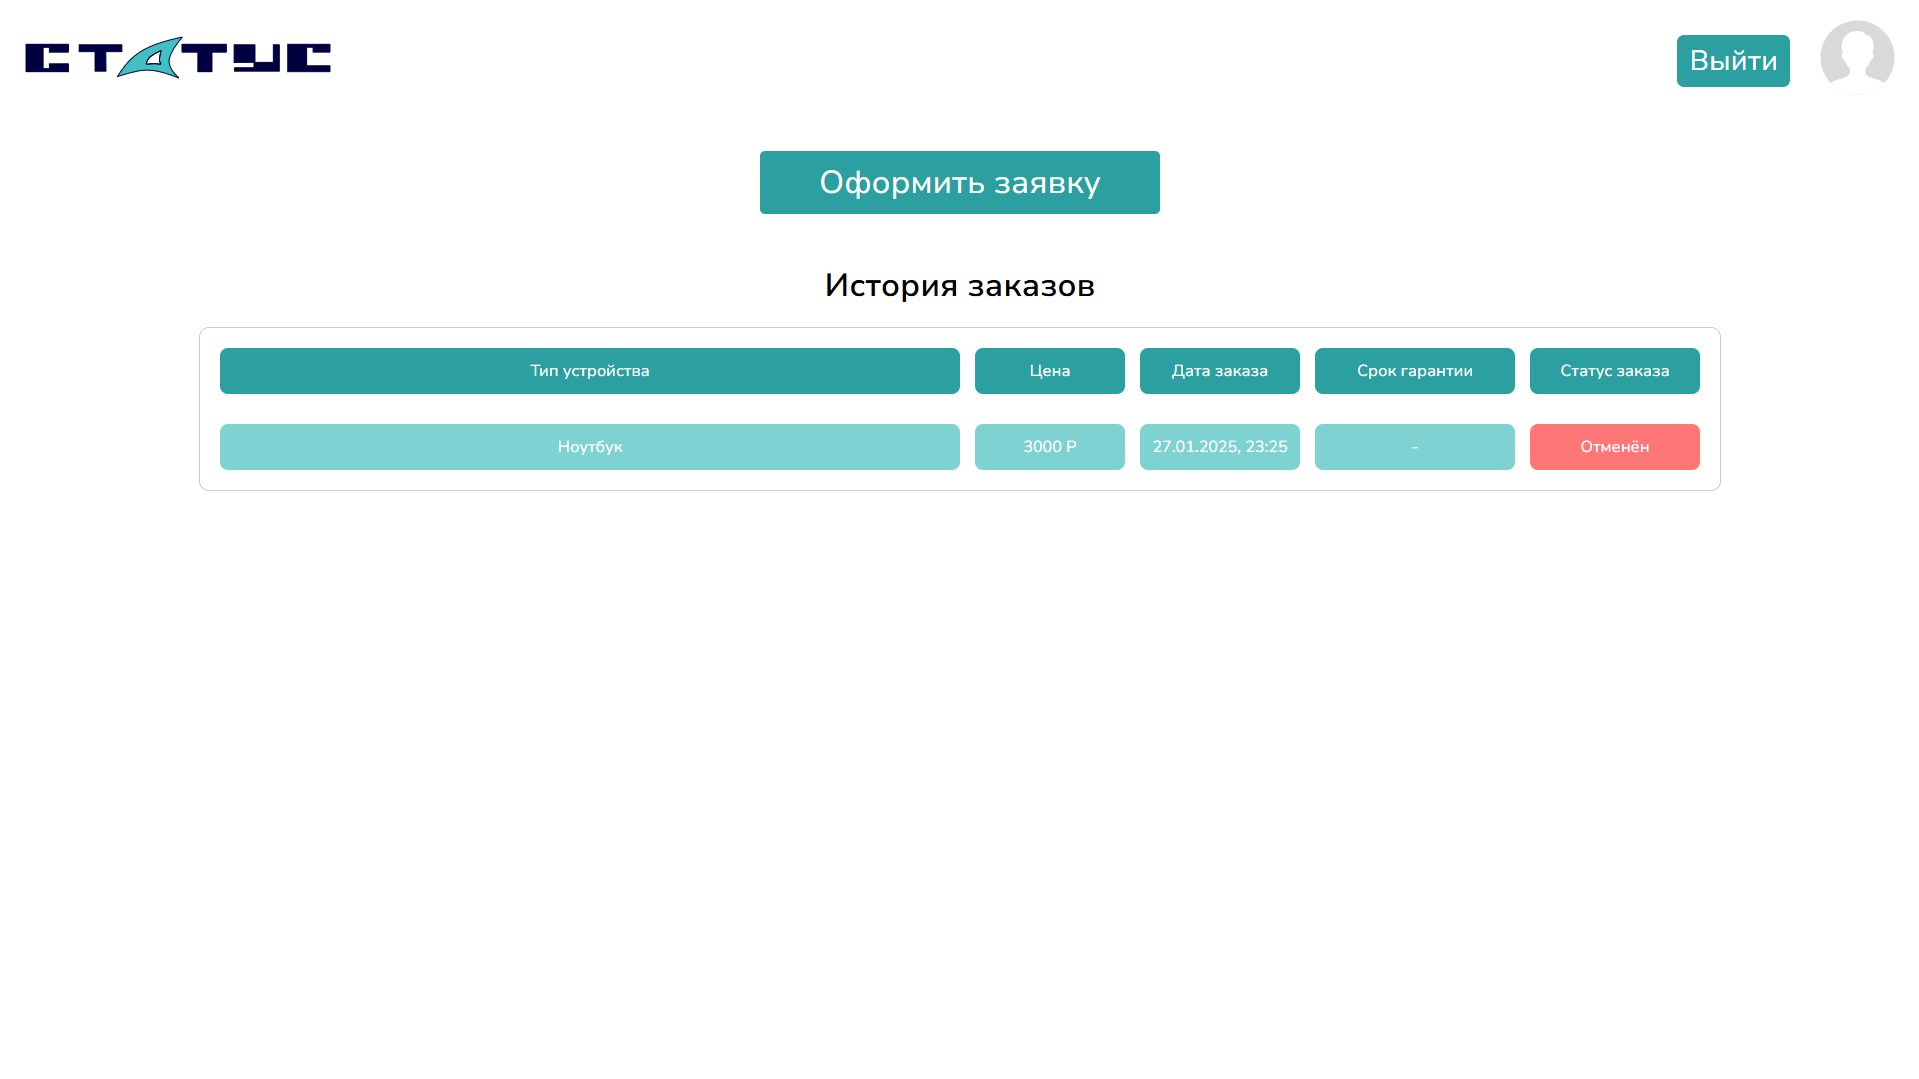 СТАТУС
Выйти
Оформить заявку
История заказов
Тип устройства Цена Дата заказа Срок гарантии Статус заказа
Ноутбук 3000 Р 27.01.2025, 23:25 - Отменён